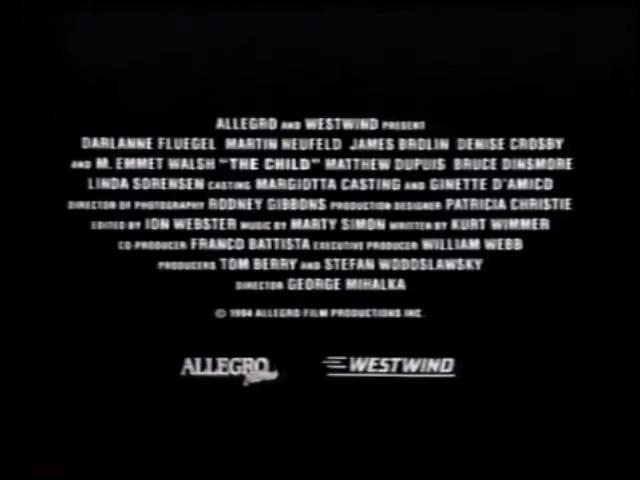 ALLEGRO AND WESTWIND PRESENT
DARLANNE FLUEGEL MARTIN NEUFELD JAMES BROLIN DENISE CROSBY
AND M. EMMET WALSH "THE CHILD" MATTHEW DUPUIS BRUCE DINSMORE
LINDA SORENSEN CASTING MARGIOTTA CASTING AND GINETTE D'AMICO
DIRECTOR OF PHOTOGRAPHY RODNEY GIBBONS PRODUCTION DESIGNER PATRICIA CHRISTIE
EDITED BY ION WEBSTER MUSIC BY MARTY SIMON WRITTEN BY KURT WIMMER
CO-PRODUCER FRANCO BATTISTA EXECUTIVE PRODUCER WILLIAM WEBB
PRODUCERS TOM BERRY AND STEFAN WODOSLAWSKY
DIRECTOR GEORGE MIHALKA
© 1994 ALLEGRO FILM PRODUCTIONS INC.
ALLEGRO Films WESTWIND